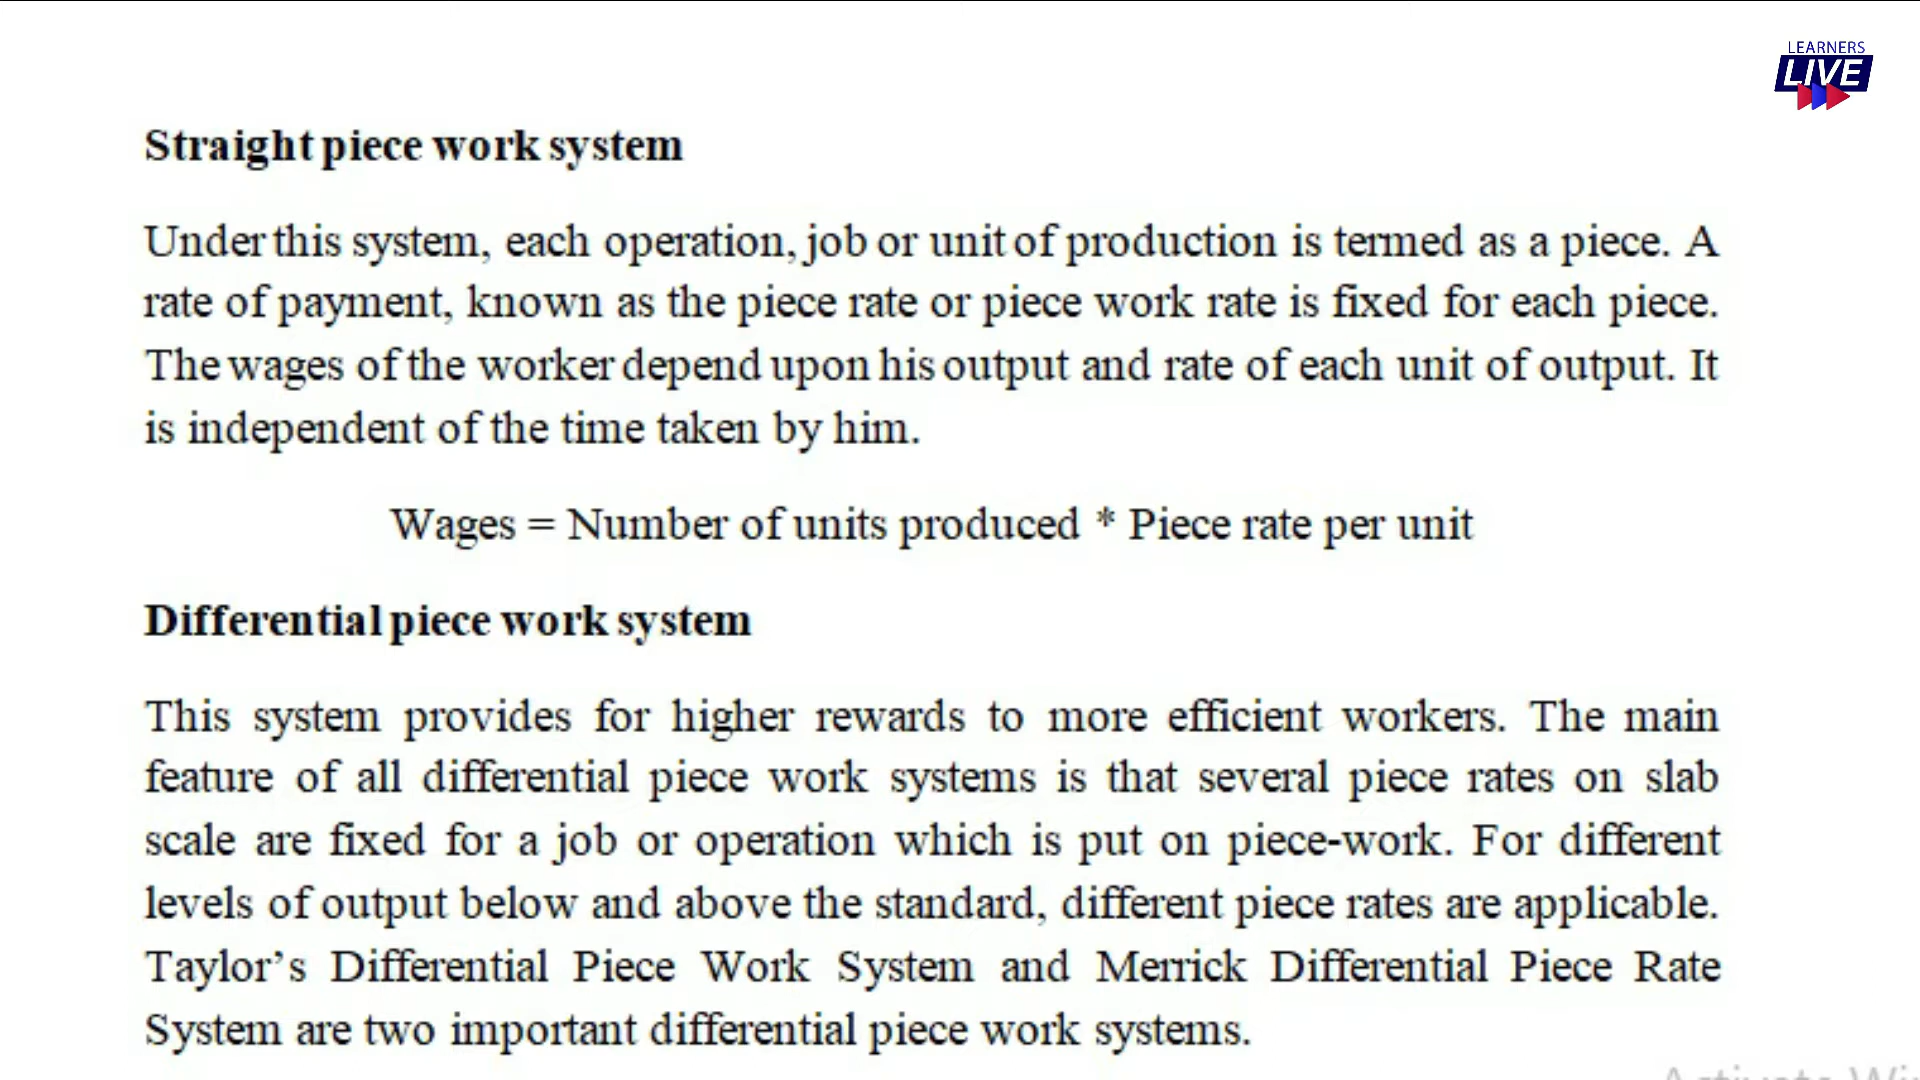 LEARNERS
LIVE
Straight piece work system
Under this system, each operation, job or unit of production is termed as a piece. A
rate of payment, known as the piece rate or piece work rate is fixed for each piece.
The wages of the worker depend upon his output and rate of each unit of output. It
is independent of the time taken by him.
Wages = Number of units produced * Piece rate per unit
Differential piece work system
This system provides for higher rewards to more efficient workers. The main
feature of all differential piece work systems is that several piece rates on slab
scale are fixed for a job or operation which is put on piece-work. For different
levels of output below and above the standard, different piece rates are applicable.
Taylor’s Differential Piece Work System and Merrick Differential Piece Rate
System are two important differential piece work systems.